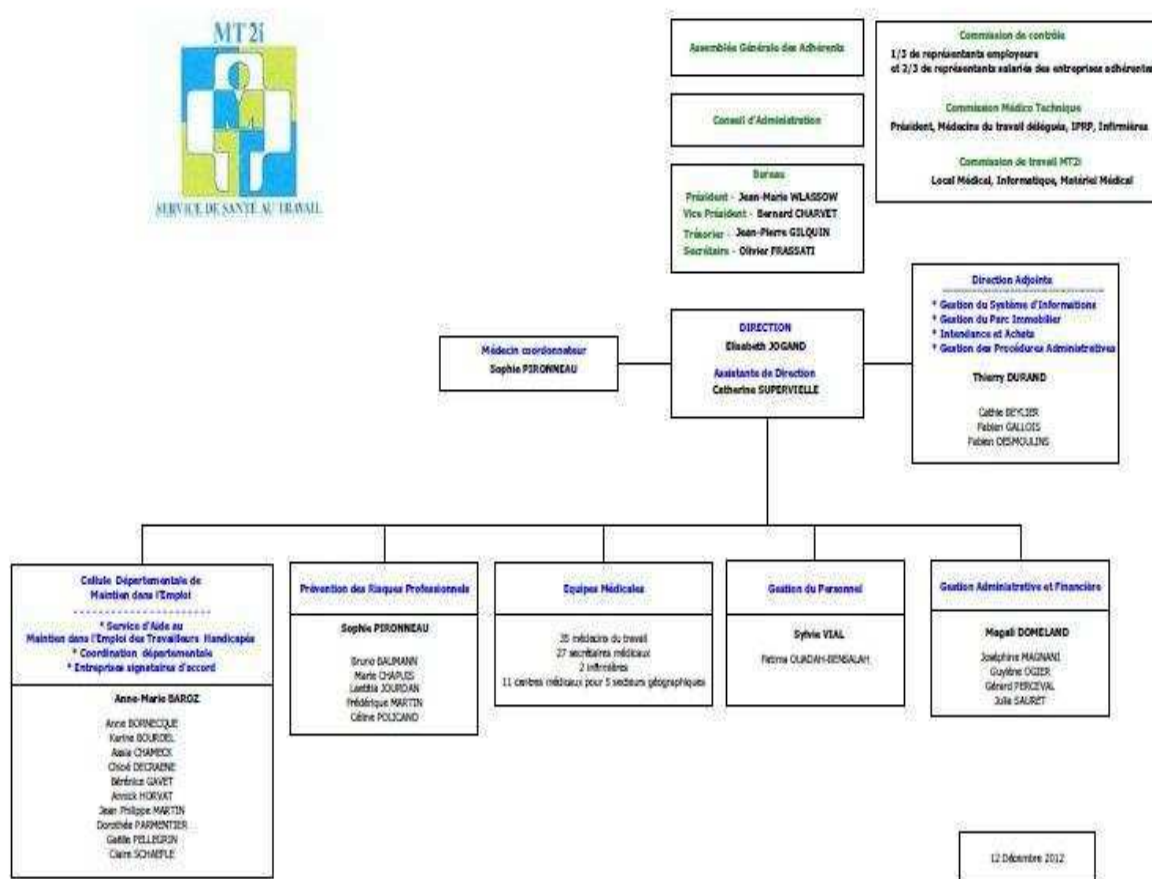 MT2i
SERVICE DE SANTÉ AU TRAVAIL
Assemblée Générale des Adhérents
Conseil d'Administration
Bureau
Président - Jean-Marie WLASSOW
Vice Président - Bernard CHARVET
Trésorier - Jean-Pierre GILQUIN
Secrétaire - Olivier FRASSATI
Commission de contrôle
1/3 de représentants employeurs
et 2/3 de représentants salariés des entreprises adhérentes
Commission Médico Technique
Président, Médecins du travail délégués, IPRP, Infirmières
Commission de travail MT2i
Local Médical, Informatique, Matériel Médical
Médecin coordonnateur
Sophie PIRONNEAU
DIRECTION
Elisabeth JOGAND
Assistante de Direction
Catherine SUPERVIELLE
Direction Adjointe
* Gestion du Système d'Informations
* Gestion du Parc Immobilier
* Intendance et Achats
* Gestion des Procédures Administratives
Thierry DURAND
Cathie BEYLIER
Fabien GALLOIS
Fabien DESMOULINS
Cellule Départementale de
Maintien dans l'Emploi
* Service d'Aide au
Maintien dans l'Emploi des Travailleurs Handicapés
* Coordination départementale
* Entreprises signataires d'accord
Anne-Marie BAROZ
Anne BORNECQUE
Karine BOURDEL
Assia CHAMECK
Chloé DECRAENE
Bérénice GAVET
Annick HORVAT
Jean Philippe MARTIN
Dorothée PARMENTIER
Gaëlle PELLEGRIN
Claire SCHAEFLE
Prévention des Risques Professionnels
Sophie PIRONNEAU
Bruno BAUMANN
Marie CHAPUIS
Laetitia JOURDAN
Frédérique MARTIN
Céline POLICAND
Equipes Médicales
35 médecins du travail
27 secrétaires médicaux
2 infirmières
11 centres médicaux pour 5 secteurs géographiques
Gestion du Personnel
Sylvie VIAL
Fatima OUADAH-BENSALAH
Gestion Administrative et Financière
Magali DOMELAND
Joséphine MAGNANI
Guylène OGIER
Gérard PERCEVAL
Julie SAURET
12 Décembre 2012